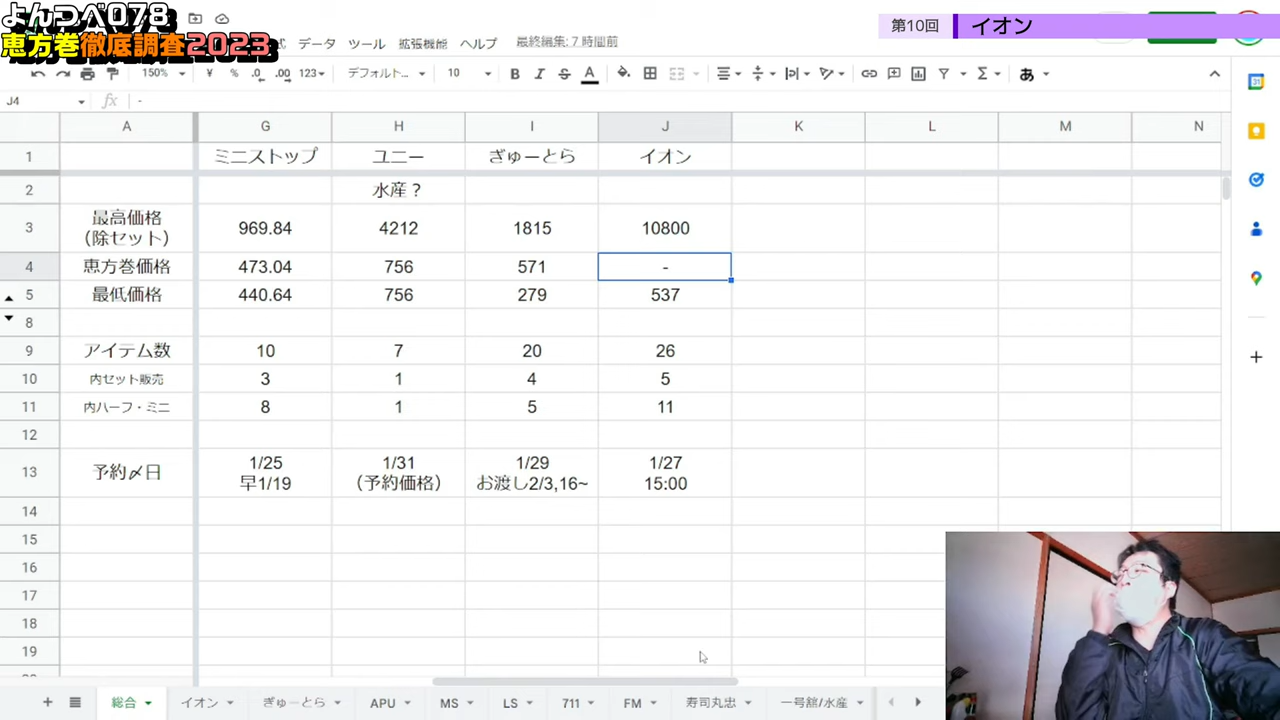 よんつべ078
恵方巻徹底調査2023
第10回 イオン
データ ツール 拡張機能 ヘルプ 最終編集: 7 時間前
150% ¥ % .0 .00 123 デフォルト... 10 B I S A あ
J4 fx -
A G H I J K L M N
1 ミニストップ ユニー ぎゅーとら イオン
2 水産？
3 最高価格（除セット） 969.84 4212 1815 10800
4 恵方巻価格 473.04 756 571 -
5 最低価格 440.64 756 279 537
8
9 アイテム数 10 7 20 26
10 内セット販売 3 1 4 5
11 内ハーフ・ミニ 8 1 5 11
12
13 予約〆日 1/25 早1/19 1/31 （予約価格） 1/29 お渡し2/3,16~ 1/27 15:00
14
15
16
17
18
19
総合 イオン ぎゅーとら APU MS LS 711 FM 寿司丸忠 一号舘/水産